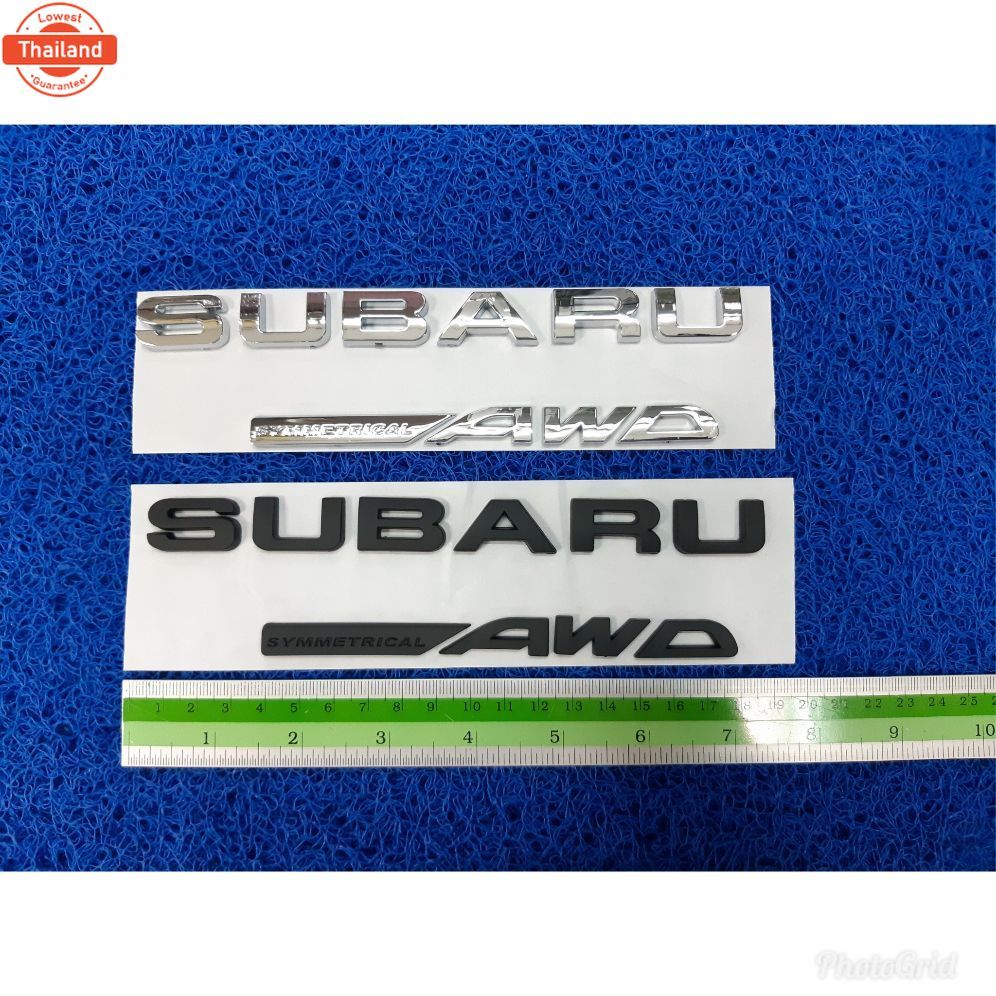 Lowest
Thailand
Guarantee
SUBARU
SYMMETRICAL AWD
SUBARU
SYMMETRICAL AWD
1 2 3 4 5 6 7 8 9 10 11 12 13 14 15 16 17 18 19 20 21 22 23 24 25
1 2 3 4 5 6 7 8 9 10
PhotoGrid